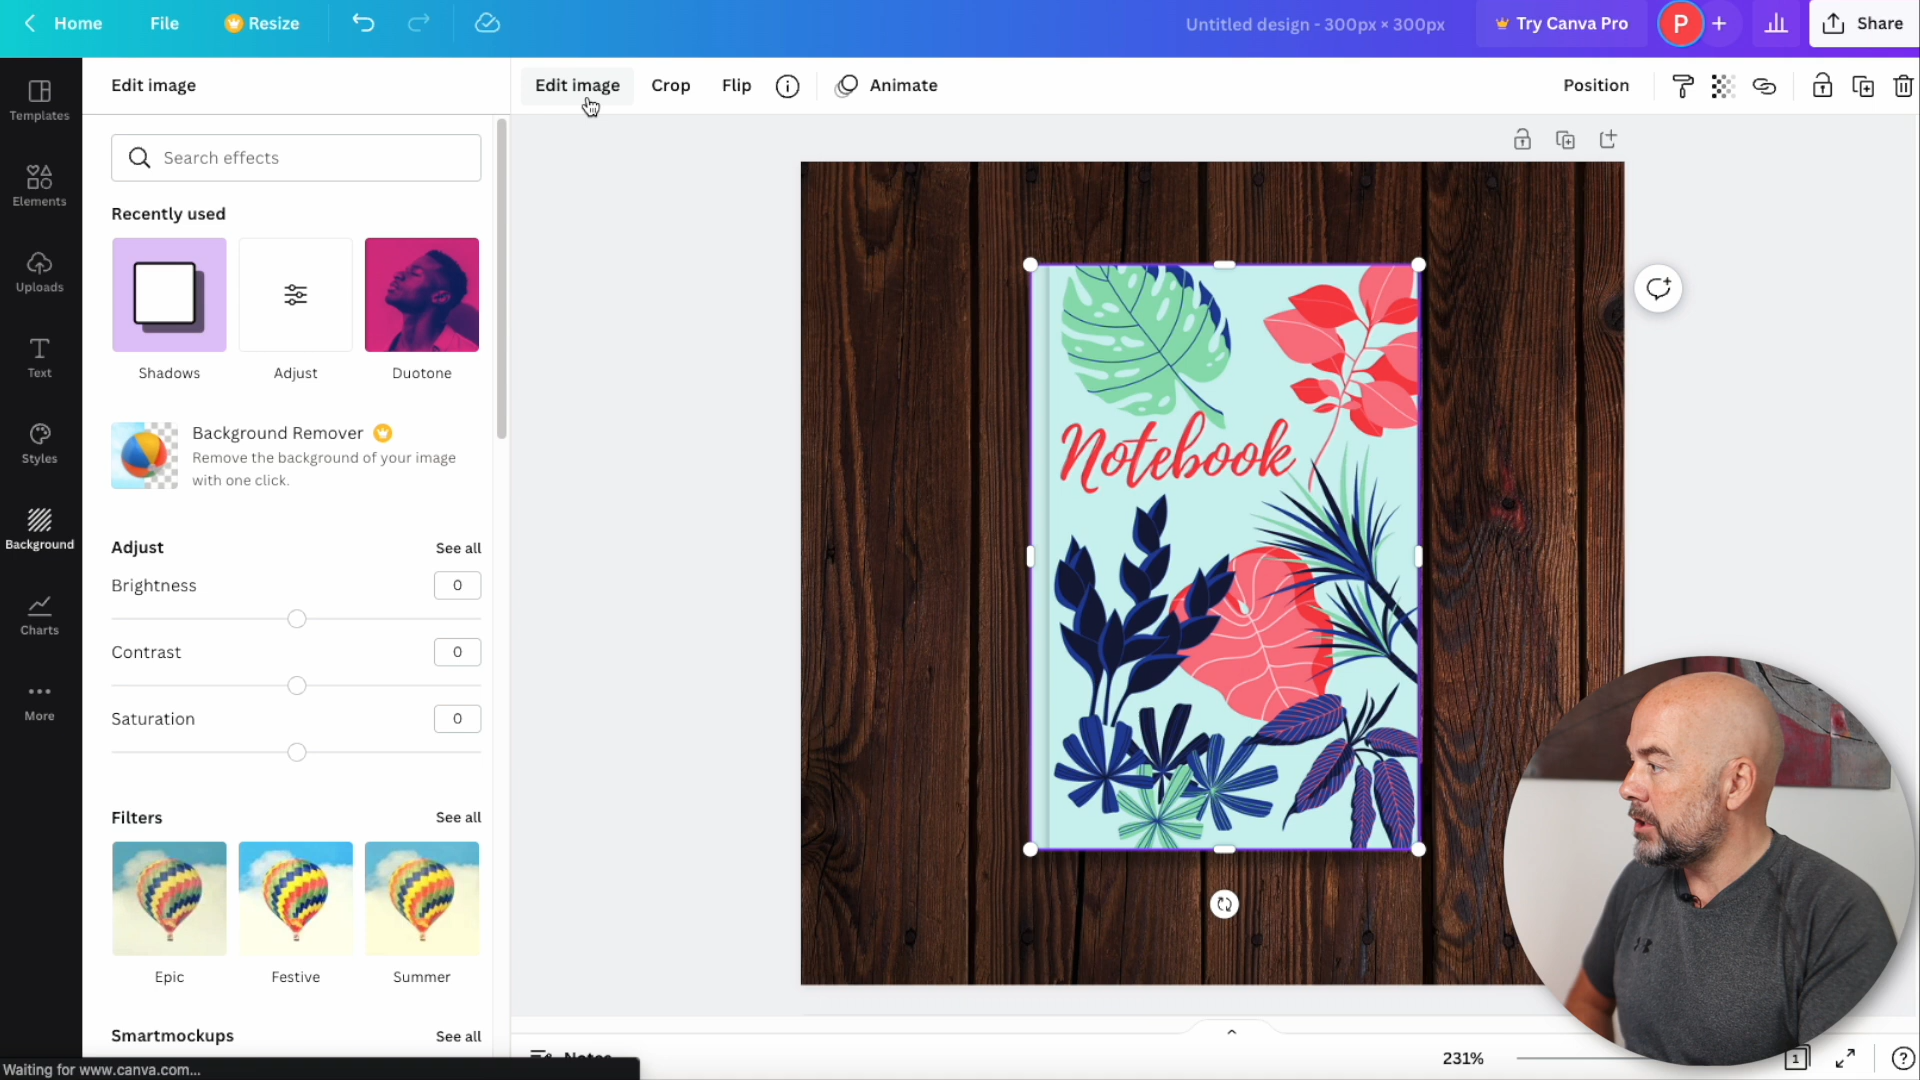 Home
File
Resize
Untitled design - 300px × 300px
Try Canva Pro
P
+
Share
Templates
Elements
Uploads
Text
Styles
Background
Charts
More
Edit image
Search effects
Recently used
Shadows
Adjust
Duotone
Background Remover
Remove the background of your image
with one click.
Adjust
See all
Brightness
0
Contrast
0
Saturation
0
Filters
See all
Epic
Festive
Summer
Smartmockups
See all
Edit image
Crop
Flip
Animate
Position
Notebook
Notes
231%
1
?
Waiting for www.canva.com...